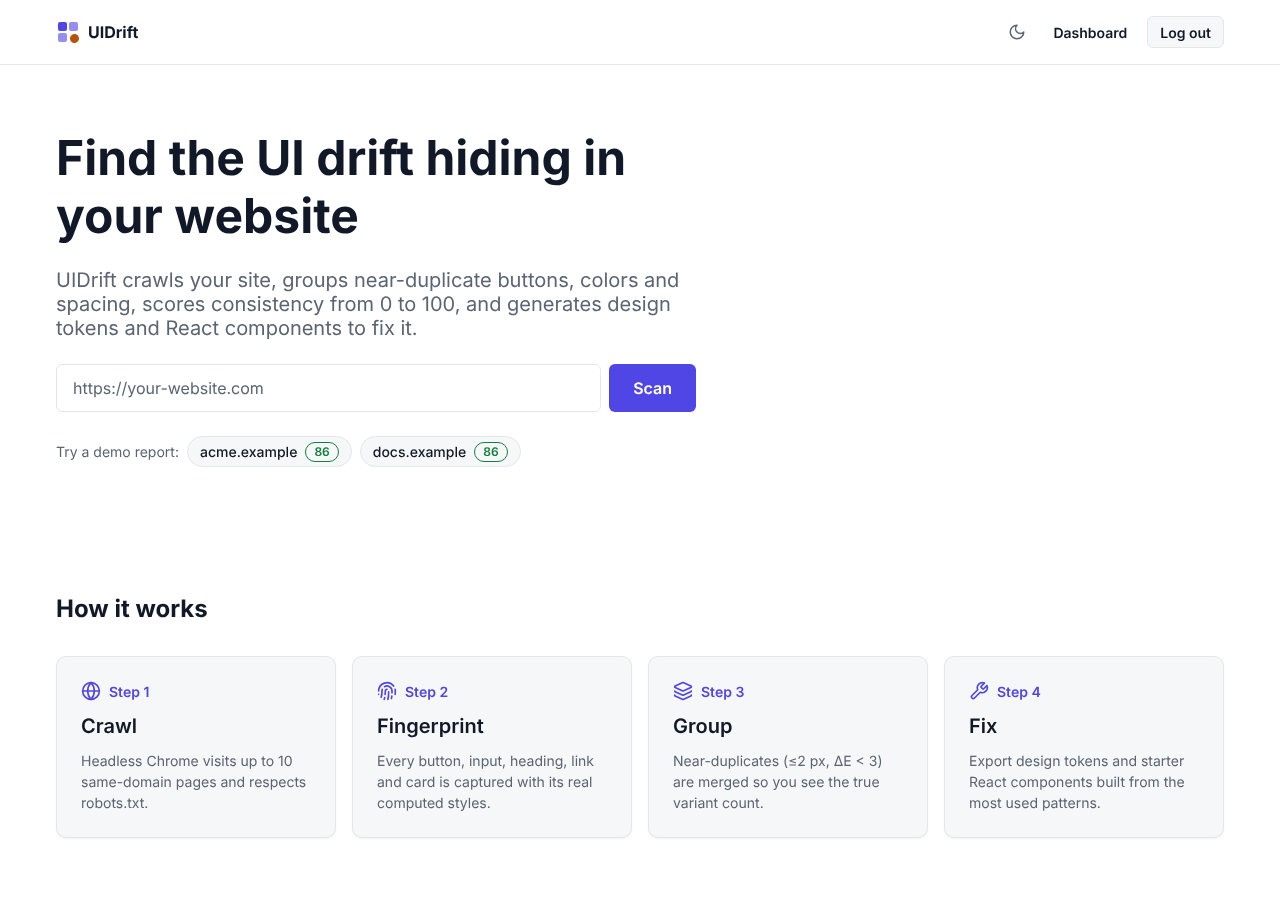 UIDrift
Dashboard
Log out
Find the UI drift hiding in
your website
UIDrift crawls your site, groups near-duplicate buttons, colors and
spacing, scores consistency from 0 to 100, and generates design
tokens and React components to fix it.
https://your-website.com
Scan
Try a demo report:
acme.example 86
docs.example 86
How it works
Step 1
Crawl
Headless Chrome visits up to 10
same-domain pages and respects
robots.txt.
Step 2
Fingerprint
Every button, input, heading, link
and card is captured with its real
computed styles.
Step 3
Group
Near-duplicates (≤2 px, ΔE < 3)
are merged so you see the true
variant count.
Step 4
Fix
Export design tokens and starter
React components built from the
most used patterns.